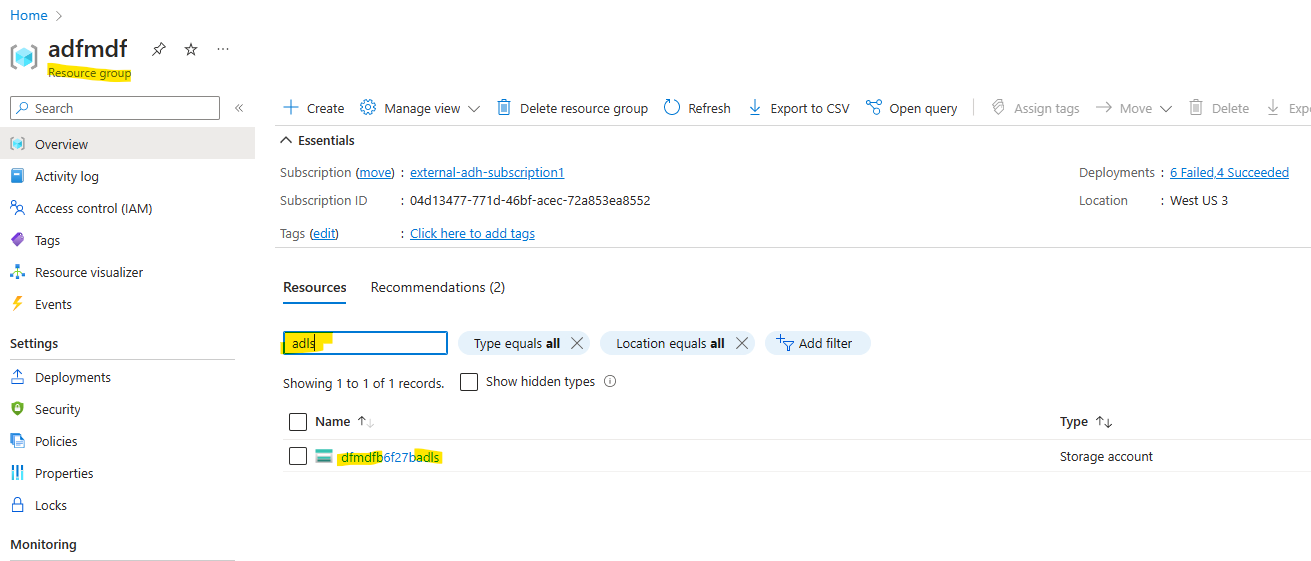 Home
adfmdf
Resource group
Search
Create Manage view Delete resource group Refresh Export to CSV Open query Assign tags Move Delete Expo
Overview
Activity log
Access control (IAM)
Tags
Resource visualizer
Events
Settings
Deployments
Security
Policies
Properties
Locks
Monitoring
Essentials
Subscription (move) : external-adh-subscription1
Subscription ID : 04d13477-771d-46bf-acec-72a853ea8552
Tags (edit) : Click here to add tags
Deployments : 6 Failed,4 Succeeded
Location : West US 3
Resources Recommendations (2)
adls Type equals all Location equals all Add filter
Showing 1 to 1 of 1 records. Show hidden types
Name Type
dfmdfb6f27badls Storage account